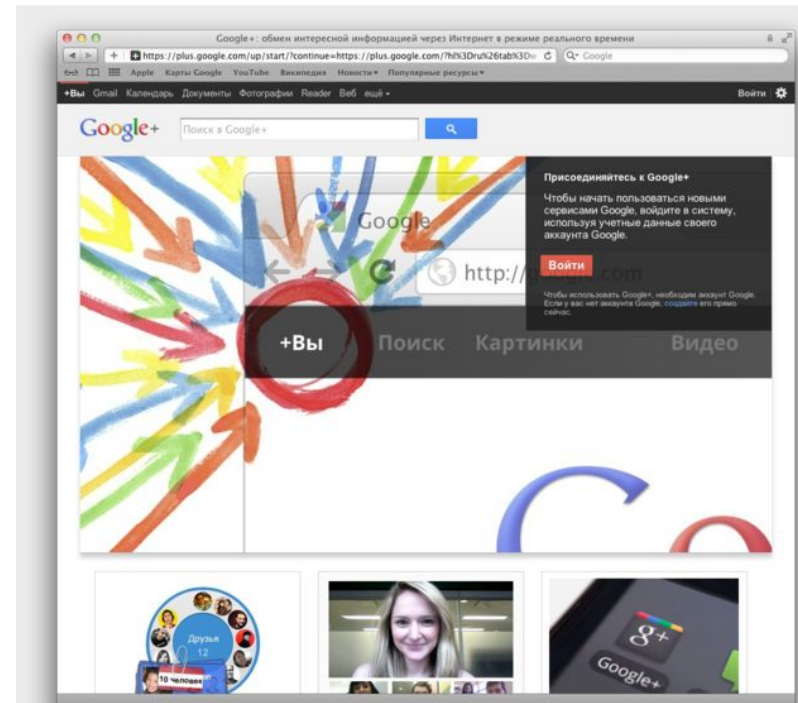 Google+: обмен интересной информацией через Интернет в режиме реального времени
https://plus.google.com/up/start/?continue=https://plus.google.com/?hl%3Dru%26tab%3Dw
Google
Apple Карты Google YouTube Википедия Новости Популярные ресурсы
+Вы Gmail Календарь Документы Фотографии Reader Веб ещё
Войти
Google+
Поиск в Google+
Присоединяйтесь к Google+
Чтобы начать пользоваться новыми
сервисами Google, войдите в систему,
используя учетные данные своего
аккаунта Google.
Войти
Чтобы использовать Google+, необходим аккаунт Google.
Если у вас нет аккаунта Google, создайте его прямо
сейчас.
Google
http://google.com
+Вы Поиск Картинки Видео
Друзья
12
10 человек
g+
Google+